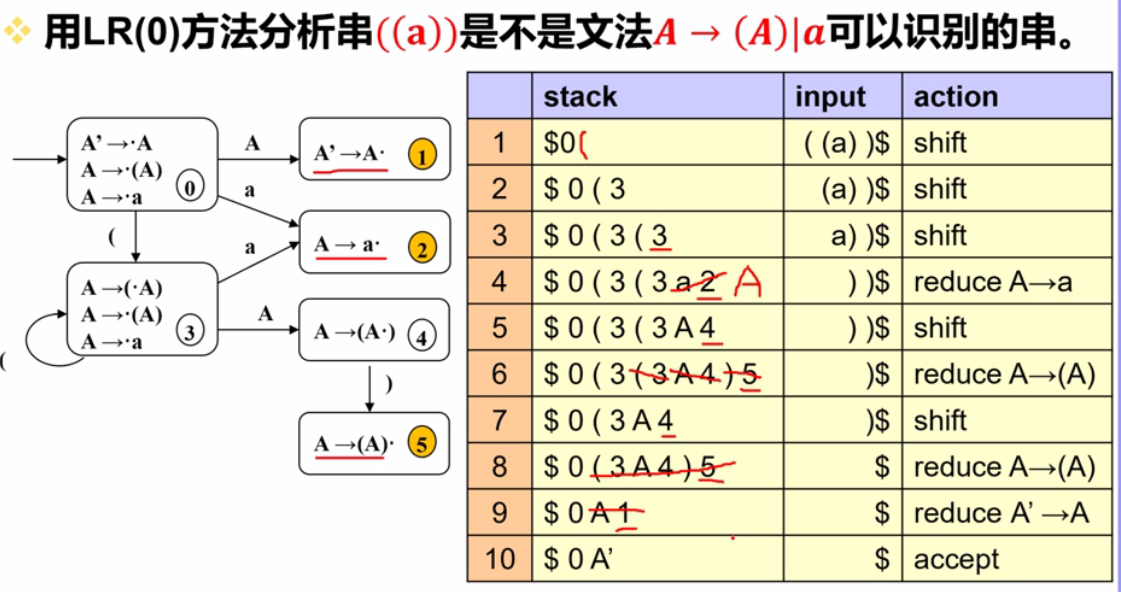 用LR(0)方法分析串((a))是不是文法A → (A)|a可以识别的串。
A’ →·A
A →·(A)
A →·a
0
A
a
(
A’ →A·
1
A → a·
2
a
A →(·A)
A →·(A)
A →·a
3
(
A
A →(A·)
4
)
A →(A)·
5
stack input action
1 $0( ( (a) )$ shift
2 $ 0 ( 3 (a) )$ shift
3 $ 0 ( 3 ( 3 a) )$ shift
4 $ 0 ( 3 ( 3 a 2 A ) )$ reduce A→a
5 $ 0 ( 3 ( 3 A 4 ) )$ shift
6 $ 0 ( 3 ( 3 A 4 ) 5 )$ reduce A→(A)
7 $ 0 ( 3 A 4 )$ shift
8 $ 0 ( 3 A 4 ) 5 $ reduce A→(A)
9 $ 0 A 1 $ reduce A’ →A
10 $ 0 A’ $ accept